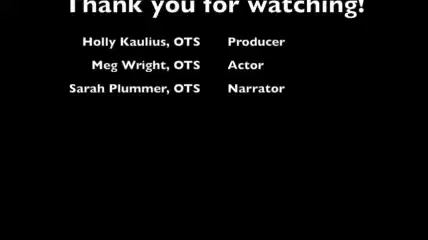 Thank you for watching!
Holly Kaulius, OTS Producer
Meg Wright, OTS Actor
Sarah Plummer, OTS Narrator